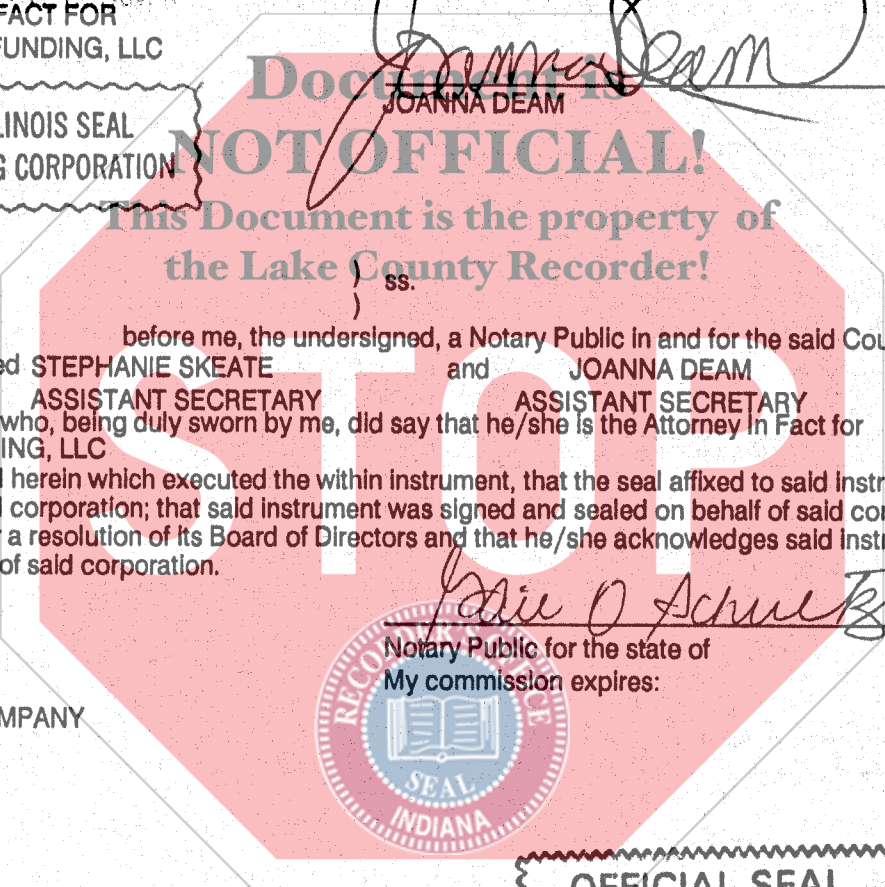 FACT FOR
FUNDING, LLC
Joanna Deam
Document is
JOANNA DEAM
LINOIS SEAL
G CORPORATION
NOT OFFICIAL!
This Document is the property of
the Lake County Recorder!
) ss.
)
before me, the undersigned, a Notary Public in and for the said Cou
ed STEPHANIE SKEATE and JOANNA DEAM
ASSISTANT SECRETARY ASSISTANT SECRETARY
who, being duly sworn by me, did say that he/she is the Attorney in Fact for
ING, LLC
herein which executed the within instrument, that the seal affixed to said instr
corporation; that said instrument was signed and sealed on behalf of said cor
a resolution of its Board of Directors and that he/she acknowledges said instr
of said corporation.
STOP
Notary Public for the state of
My commission expires:
MPANY
RECORDER'S OFFICE
SEAL
INDIANA
OFFICIAL SEAL